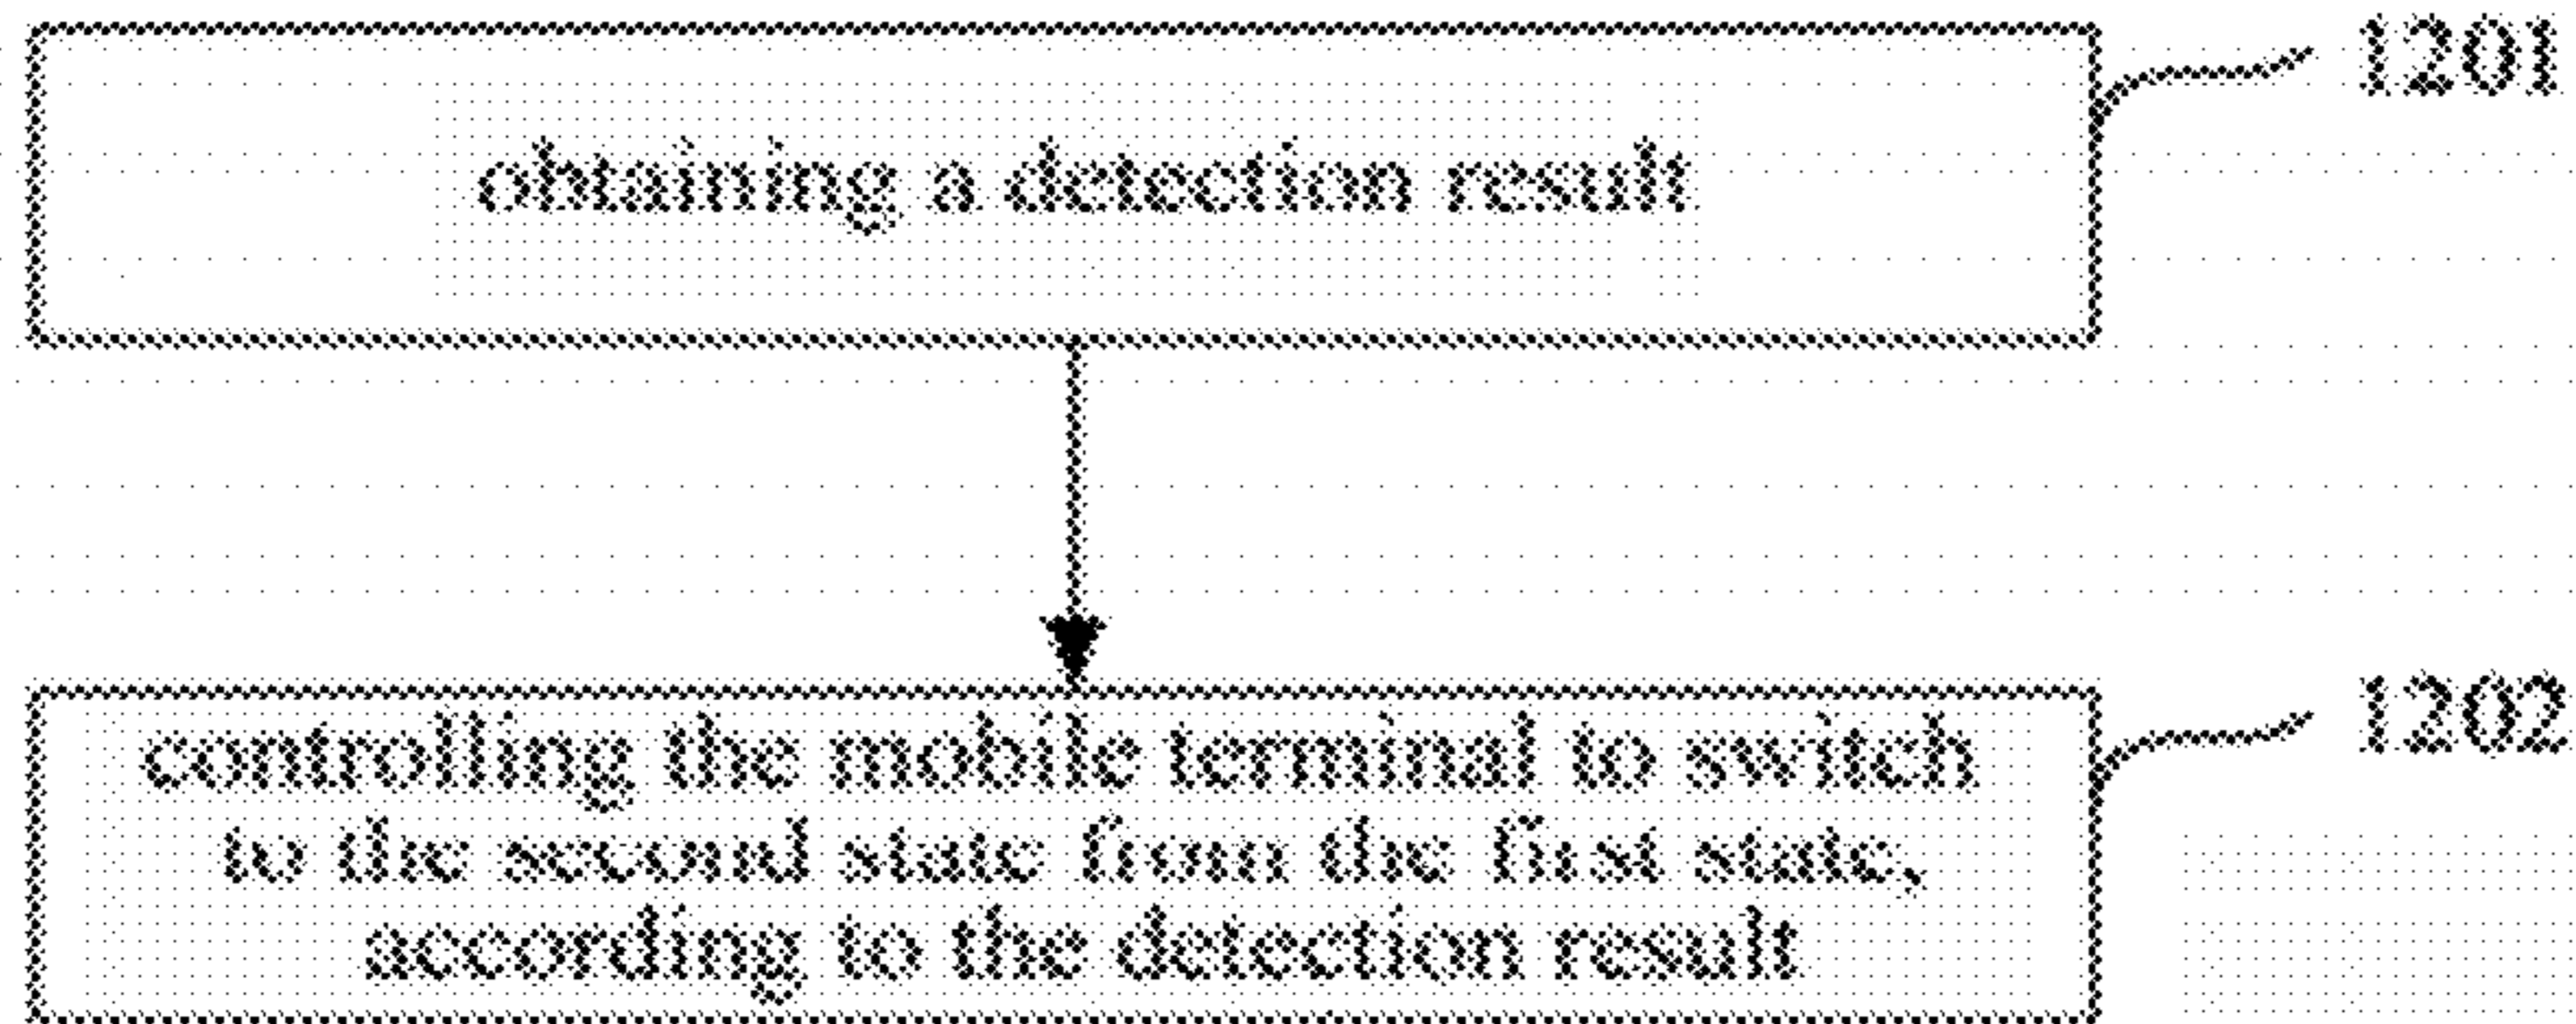 1201
obtaining a detection result
1202
controlling the mobile terminal to switch
to the second state from the first state,
according to the detection result